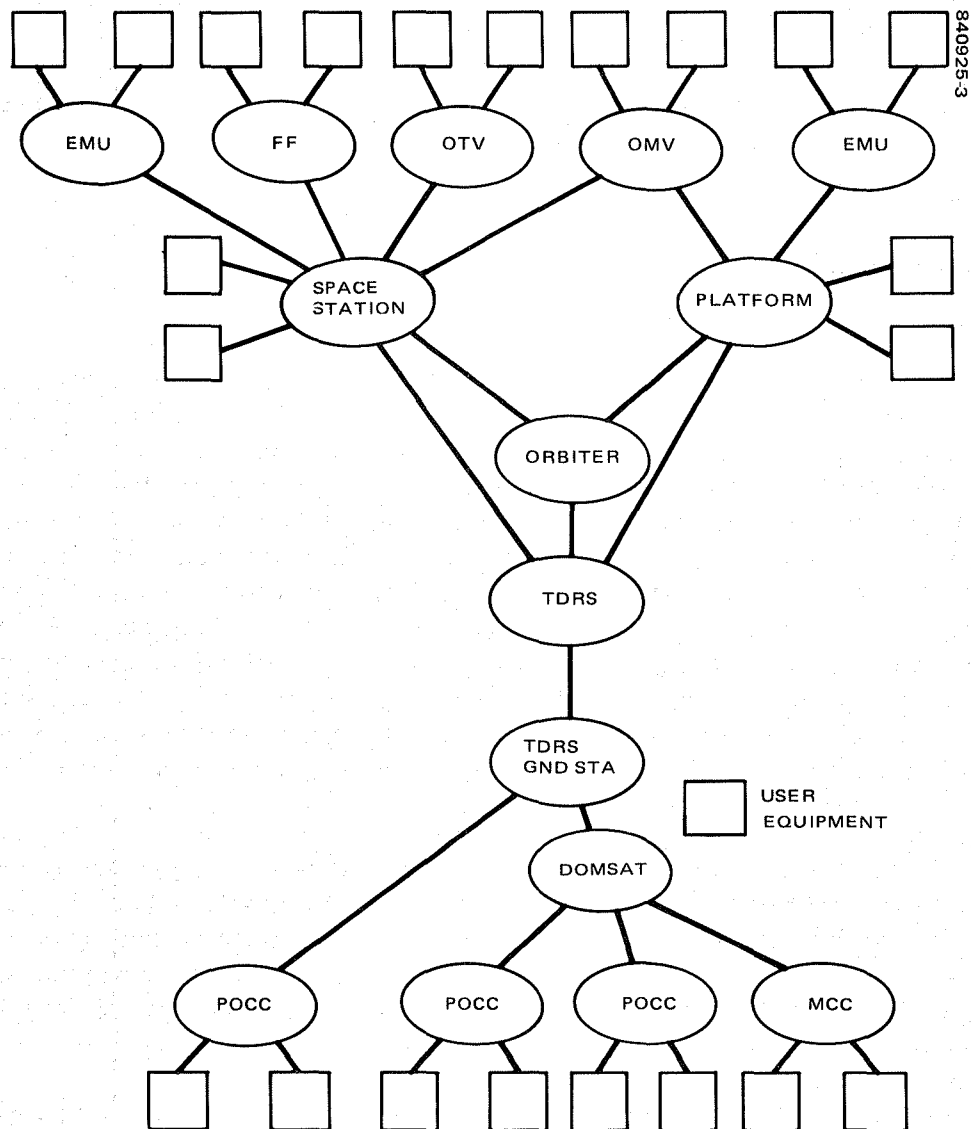 840925-3
EMU
FF
OTV
OMV
EMU
SPACE
STATION
PLATFORM
ORBITER
TDRS
TDRS
GND STA
USER
EQUIPMENT
DOMSAT
POCC
POCC
POCC
MCC